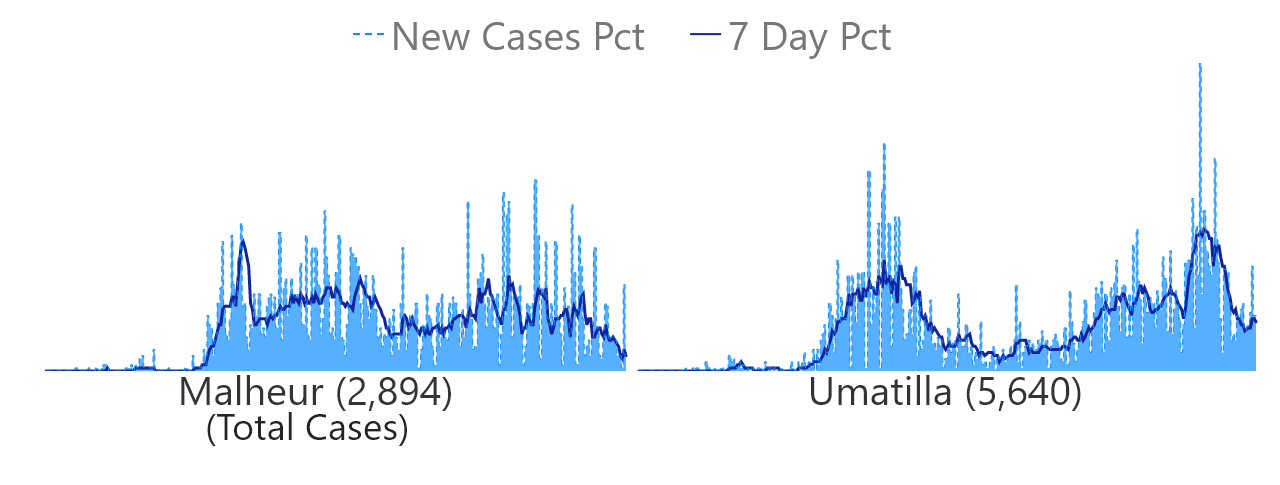 New Cases Pct 7 Day Pct
Malheur (2,894) Umatilla (5,640)
(Total Cases)